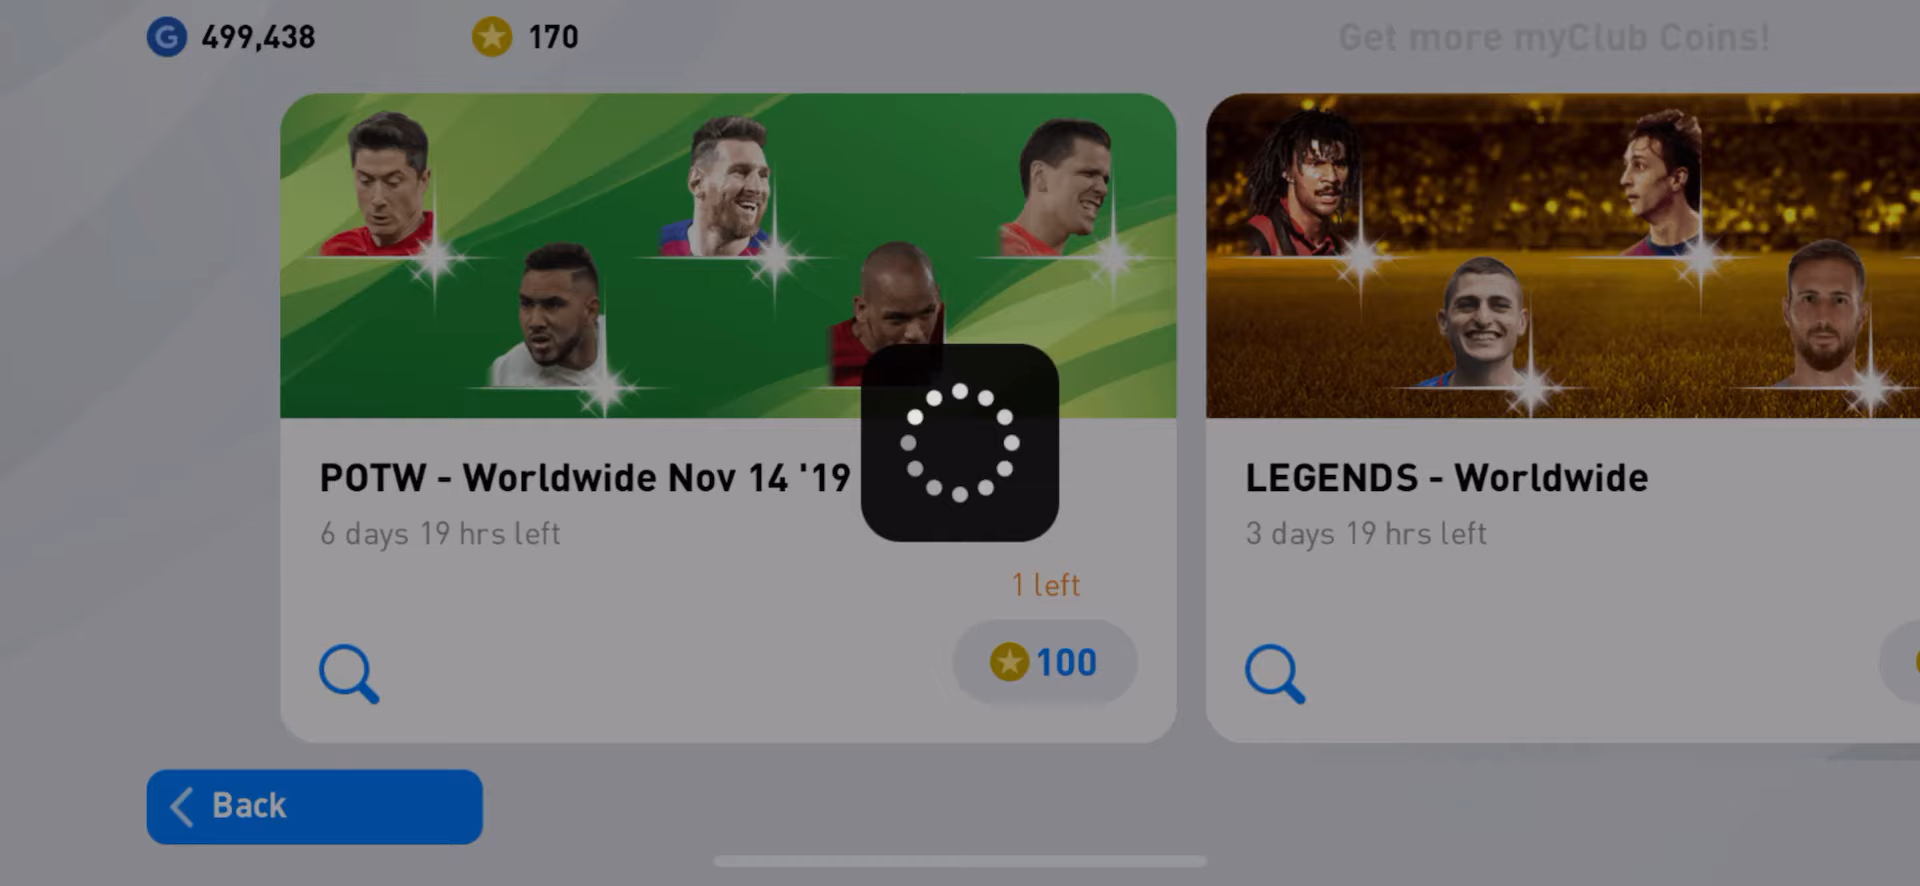 G 499,438
170
Get more myClub Coins!
POTW - Worldwide Nov 14 '19
6 days 19 hrs left
1 left
100
LEGENDS - Worldwide
3 days 19 hrs left
Back